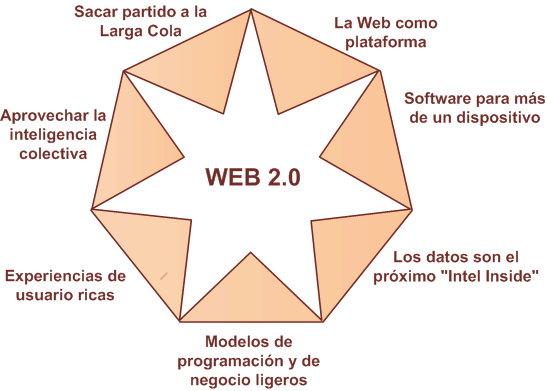 Sacar partido a la
Larga Cola
La Web como
plataforma
Software para más
de un dispositivo
Aprovechar la
inteligencia
colectiva
WEB 2.0
Los datos son el
próximo "Intel Inside"
Experiencias de
usuario ricas
Modelos de
programación y de
negocio ligeros